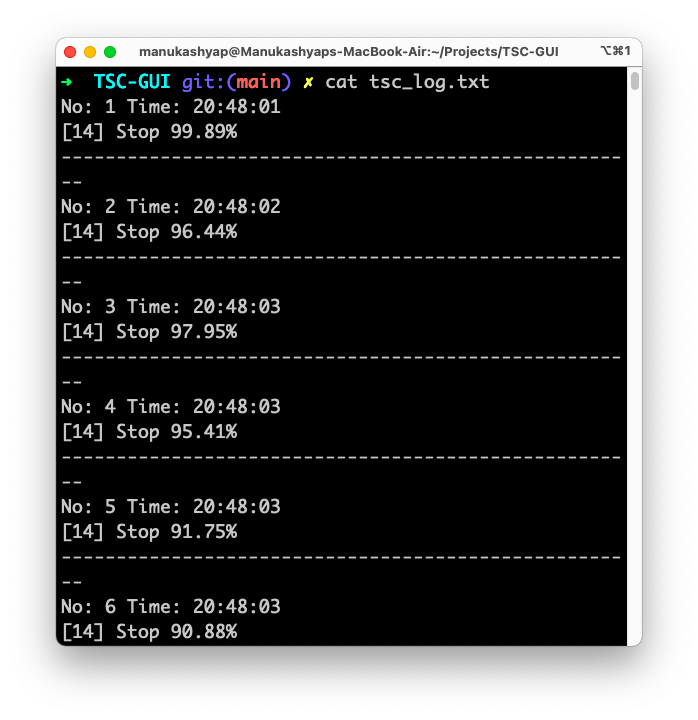 manukashyap@Manukashyaps-MacBook-Air:~/Projects/TSC-GUI ⌥⌘1
➜ TSC-GUI git:(main) ✗ cat tsc_log.txt
No: 1 Time: 20:48:01
[14] Stop 99.89%
---------------------------------------------------
--
No: 2 Time: 20:48:02
[14] Stop 96.44%
---------------------------------------------------
--
No: 3 Time: 20:48:03
[14] Stop 97.95%
---------------------------------------------------
--
No: 4 Time: 20:48:03
[14] Stop 95.41%
---------------------------------------------------
--
No: 5 Time: 20:48:03
[14] Stop 91.75%
---------------------------------------------------
--
No: 6 Time: 20:48:03
[14] Stop 90.88%